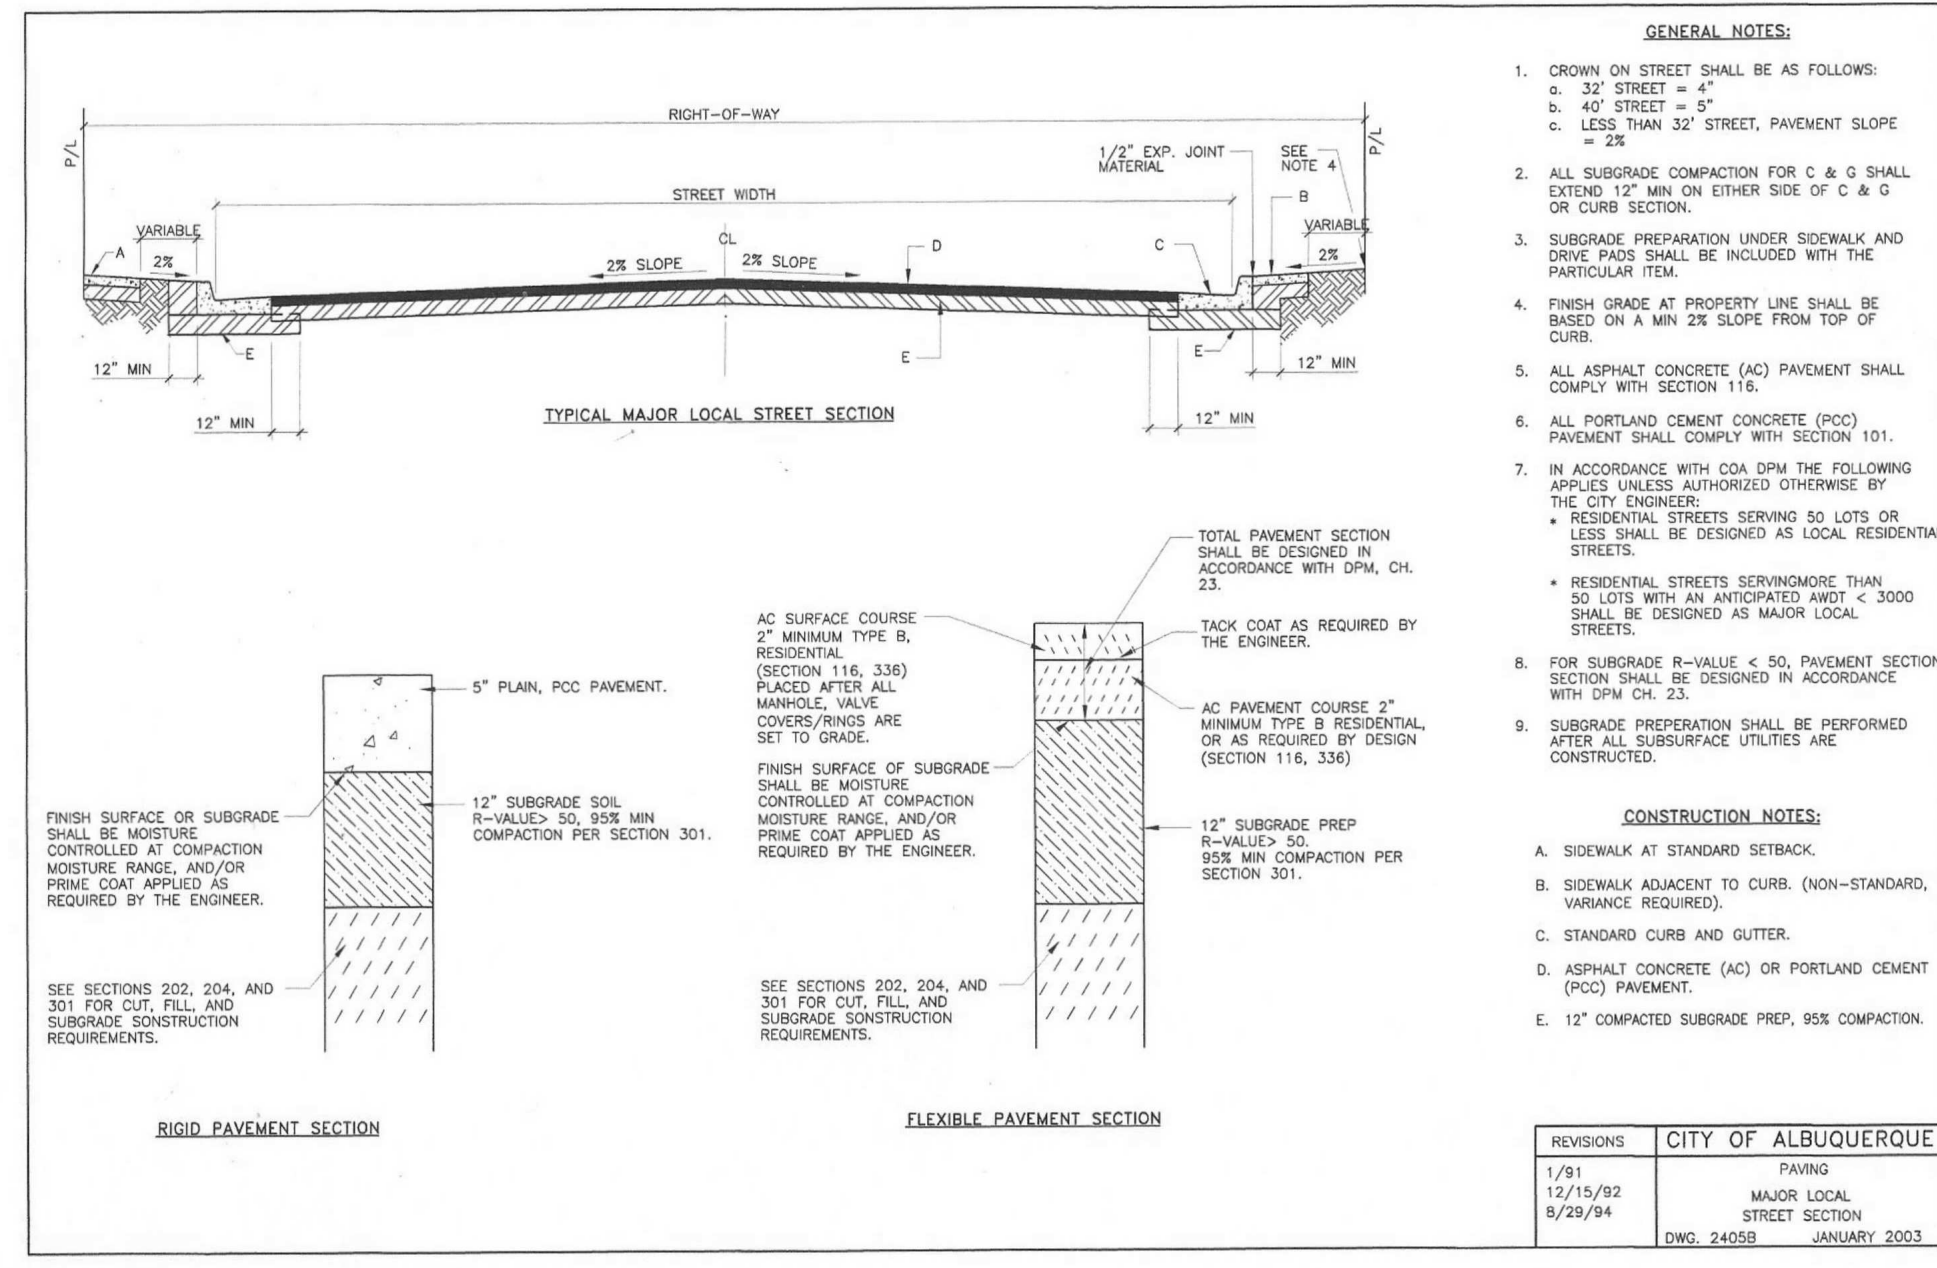 RIGHT-OF-WAY
P/L
P/L
1/2" EXP. JOINT
MATERIAL
SEE
NOTE 4
STREET WIDTH
B
VARIABLE
VARIABLE
A
2%
CL
2% SLOPE
2% SLOPE
D
C
2%
E
E
E
12" MIN
12" MIN
12" MIN
12" MIN
TYPICAL MAJOR LOCAL STREET SECTION
5" PLAIN, PCC PAVEMENT.
FINISH SURFACE OR SUBGRADE
SHALL BE MOISTURE
CONTROLLED AT COMPACTION
MOISTURE RANGE, AND/OR
PRIME COAT APPLIED AS
REQUIRED BY THE ENGINEER.
12" SUBGRADE SOIL
R-VALUE> 50, 95% MIN
COMPACTION PER SECTION 301.
SEE SECTIONS 202, 204, AND
301 FOR CUT, FILL, AND
SUBGRADE SONSTRUCTION
REQUIREMENTS.
RIGID PAVEMENT SECTION
TOTAL PAVEMENT SECTION
SHALL BE DESIGNED IN
ACCORDANCE WITH DPM, CH.
23.
AC SURFACE COURSE
2" MINIMUM TYPE B,
RESIDENTIAL
(SECTION 116, 336)
PLACED AFTER ALL
MANHOLE, VALVE
COVERS/RINGS ARE
SET TO GRADE.
TACK COAT AS REQUIRED BY
THE ENGINEER.
AC PAVEMENT COURSE 2"
MINIMUM TYPE B RESIDENTIAL,
OR AS REQUIRED BY DESIGN
(SECTION 116, 336)
FINISH SURFACE OF SUBGRADE
SHALL BE MOISTURE
CONTROLLED AT COMPACTION
MOISTURE RANGE, AND/OR
PRIME COAT APPLIED AS
REQUIRED BY THE ENGINEER.
12" SUBGRADE PREP
R-VALUE> 50.
95% MIN COMPACTION PER
SECTION 301.
SEE SECTIONS 202, 204, AND
301 FOR CUT, FILL, AND
SUBGRADE SONSTRUCTION
REQUIREMENTS.
FLEXIBLE PAVEMENT SECTION
GENERAL NOTES:
1. CROWN ON STREET SHALL BE AS FOLLOWS:
a. 32' STREET = 4"
b. 40' STREET = 5"
c. LESS THAN 32' STREET, PAVEMENT SLOPE
= 2%
2. ALL SUBGRADE COMPACTION FOR C & G SHALL
EXTEND 12" MIN ON EITHER SIDE OF C & G
OR CURB SECTION.
3. SUBGRADE PREPARATION UNDER SIDEWALK AND
DRIVE PADS SHALL BE INCLUDED WITH THE
PARTICULAR ITEM.
4. FINISH GRADE AT PROPERTY LINE SHALL BE
BASED ON A MIN 2% SLOPE FROM TOP OF
CURB.
5. ALL ASPHALT CONCRETE (AC) PAVEMENT SHALL
COMPLY WITH SECTION 116.
6. ALL PORTLAND CEMENT CONCRETE (PCC)
PAVEMENT SHALL COMPLY WITH SECTION 101.
7. IN ACCORDANCE WITH COA DPM THE FOLLOWING
APPLIES UNLESS AUTHORIZED OTHERWISE BY
THE CITY ENGINEER:
* RESIDENTIAL STREETS SERVING 50 LOTS OR
LESS SHALL BE DESIGNED AS LOCAL RESIDENTIAL
STREETS.
* RESIDENTIAL STREETS SERVINGMORE THAN
50 LOTS WITH AN ANTICIPATED AWDT < 3000
SHALL BE DESIGNED AS MAJOR LOCAL
STREETS.
8. FOR SUBGRADE R-VALUE < 50, PAVEMENT SECTION
SECTION SHALL BE DESIGNED IN ACCORDANCE
WITH DPM CH. 23.
9. SUBGRADE PREPERATION SHALL BE PERFORMED
AFTER ALL SUBSURFACE UTILITIES ARE
CONSTRUCTED.
CONSTRUCTION NOTES:
A. SIDEWALK AT STANDARD SETBACK.
B. SIDEWALK ADJACENT TO CURB. (NON-STANDARD,
VARIANCE REQUIRED).
C. STANDARD CURB AND GUTTER.
D. ASPHALT CONCRETE (AC) OR PORTLAND CEMENT
(PCC) PAVEMENT.
E. 12" COMPACTED SUBGRADE PREP, 95% COMPACTION.
REVISIONS
1/91
12/15/92
8/29/94
CITY OF ALBUQUERQUE
PAVING
MAJOR LOCAL
STREET SECTION
DWG. 2405B JANUARY 2003